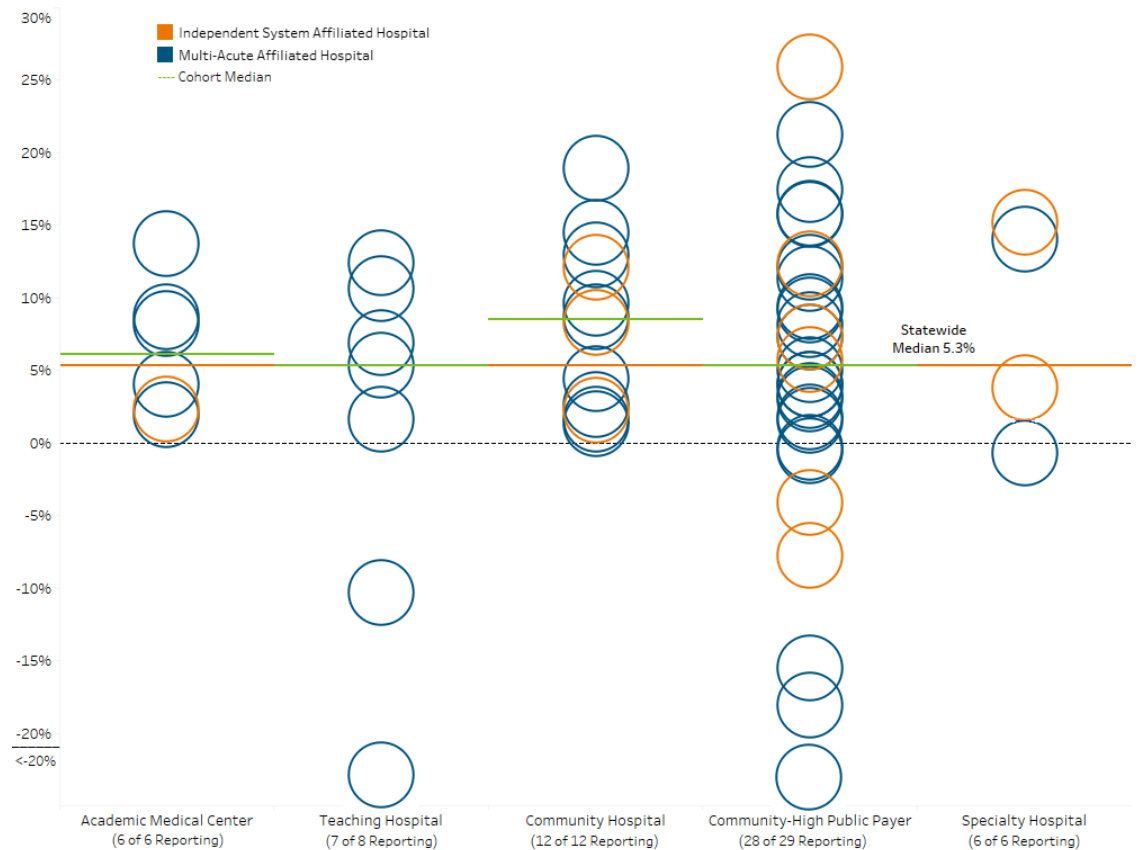 30%
Independent System Affiliated Hospital
Multi-Acute Affiliated Hospital
Cohort Median
25%
20%
15%
10%
Statewide
Median 5.3%
5%
0%
-5%
-10%
-15%
-20%
<-20%
Academic Medical Center
(6 of 6 Reporting)
Teaching Hospital
(7 of 8 Reporting)
Community Hospital
(12 of 12 Reporting)
Community-High Public Payer
(28 of 29 Reporting)
Specialty Hospital
(6 of 6 Reporting)